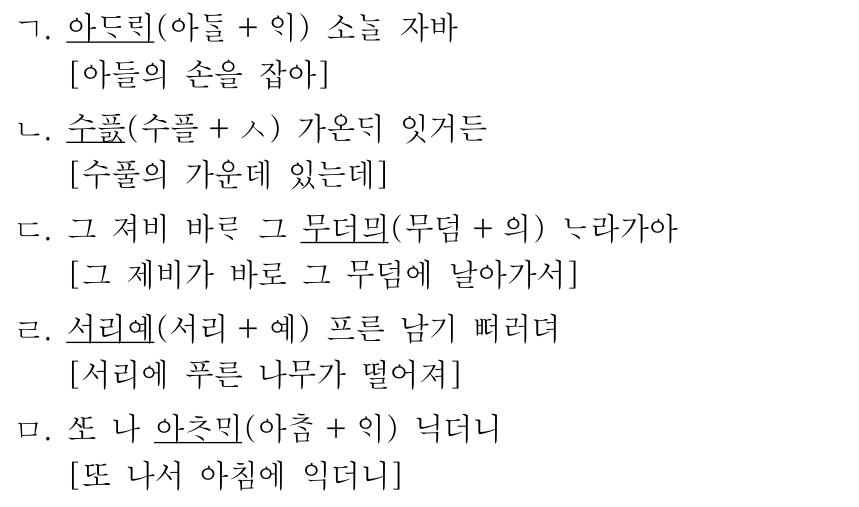 ㄱ. 아ᄃᆞᄅᆡ(아ᄃᆞᆯ + ᄋᆡ) 소ᄂᆞᆯ 자바
[아들의 손을 잡아]
ㄴ. 수픐(수플 + ㅅ) 가온ᄃᆡ 잇거든
[수풀의 가운데 있는데]
ㄷ. 그 져비 바ᄅᆞ 그 무더믜(무덤 + 의) ᄂᆞ라가아
[그 제비가 바로 그 무덤에 날아가서]
ㄹ. 서리예(서리 + 예) 프른 남기 ᄠᅥ러뎌
[서리에 푸른 나무가 떨어져]
ㅁ. ᄯᅩ 나 아ᄎᆞᄆᆡ(아ᄎᆞᆷ + ᄋᆡ) 닉더니
[또 나서 아침에 익더니]